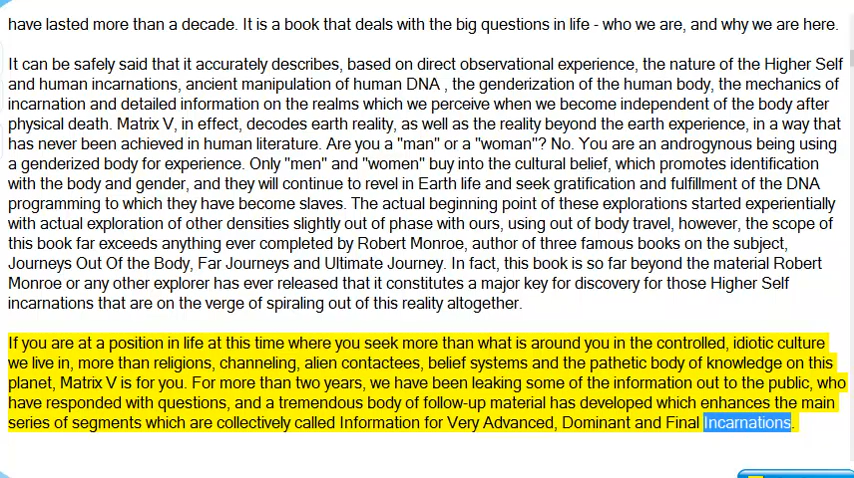 have lasted more than a decade. It is a book that deals with the big questions in life - who we are, and why we are here.
It can be safely said that it accurately describes, based on direct observational experience, the nature of the Higher Self
and human incarnations, ancient manipulation of human DNA , the genderization of the human body, the mechanics of
incarnation and detailed information on the realms which we perceive when we become independent of the body after
physical death. Matrix V, in effect, decodes earth reality, as well as the reality beyond the earth experience, in a way that
has never been achieved in human literature. Are you a "man" or a "woman"? No. You are an androgynous being using
a genderized body for experience. Only "men" and "women" buy into the cultural belief, which promotes identification
with the body and gender, and they will continue to revel in Earth life and seek gratification and fulfillment of the DNA
programming to which they have become slaves. The actual beginning point of these explorations started experientially
with actual exploration of other densities slightly out of phase with ours, using out of body travel, however, the scope of
this book far exceeds anything ever completed by Robert Monroe, author of three famous books on the subject,
Journeys Out Of the Body, Far Journeys and Ultimate Journey. In fact, this book is so far beyond the material Robert
Monroe or any other explorer has ever released that it constitutes a major key for discovery for those Higher Self
incarnations that are on the verge of spiraling out of this reality altogether.
If you are at a position in life at this time where you seek more than what is around you in the controlled, idiotic culture
we live in, more than religions, channeling, alien contactees, belief systems and the pathetic body of knowledge on this
planet, Matrix V is for you. For more than two years, we have been leaking some of the information out to the public, who
have responded with questions, and a tremendous body of follow-up material has developed which enhances the main
series of segments which are collectively called Information for Very Advanced, Dominant and Final Incarnations.